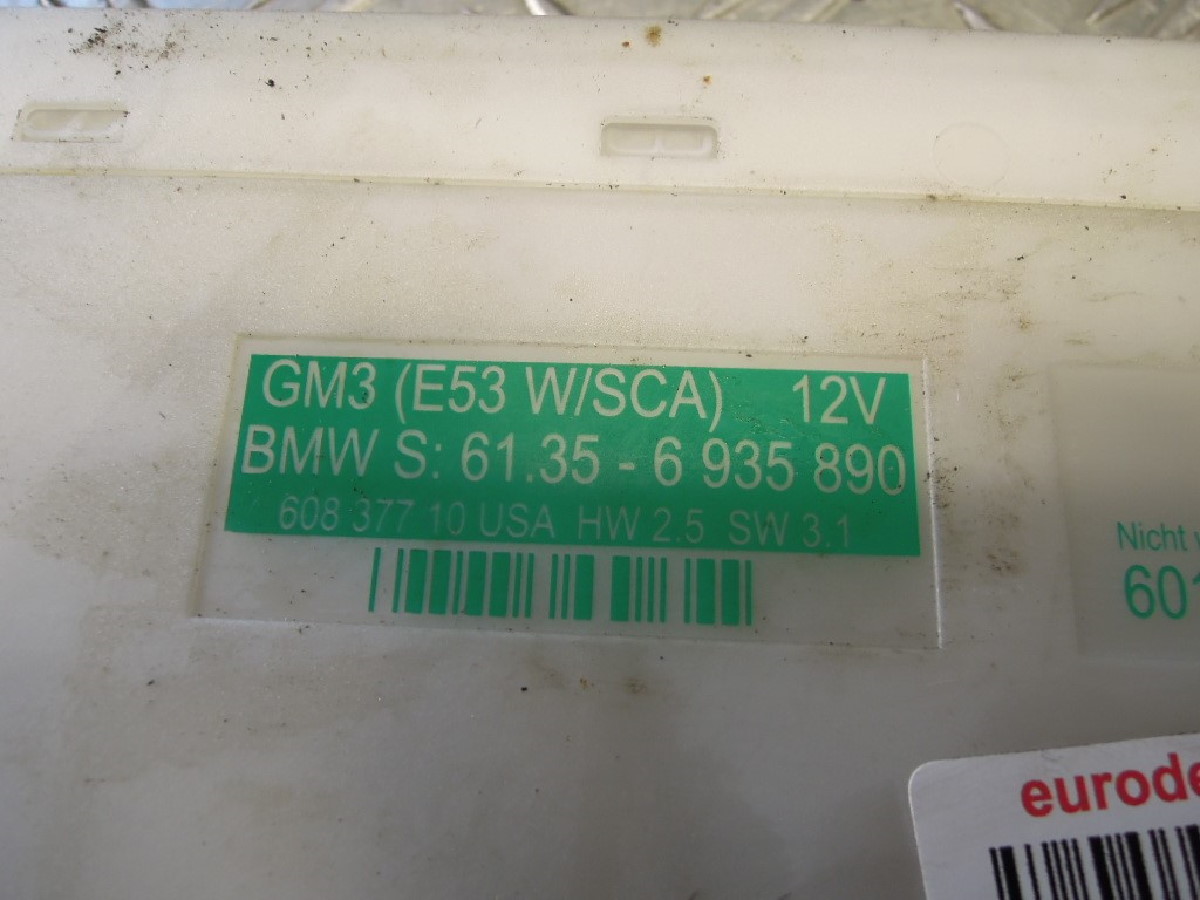 GM3 (E53 W/SCA) 12V
BMW S: 61.35 - 6 935 890
608 377 10 USA HW 2.5 SW 3.1
Nicht
601
eurode